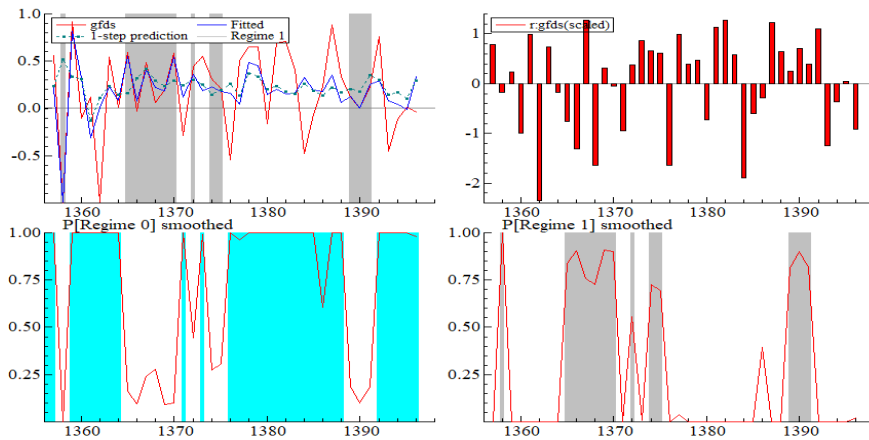 gfds Fitted
1-step prediction Regime 1
1.0
0.5
0.0
-0.5
1360 1370 1380 1390
r:gfds(scaled)
1
0
-1
-2
1360 1370 1380 1390
P[Regime 0] smoothed
1.00
0.75
0.50
0.25
1360 1370 1380 1390
P[Regime 1] smoothed
1.00
0.75
0.50
0.25
1360 1370 1380 1390